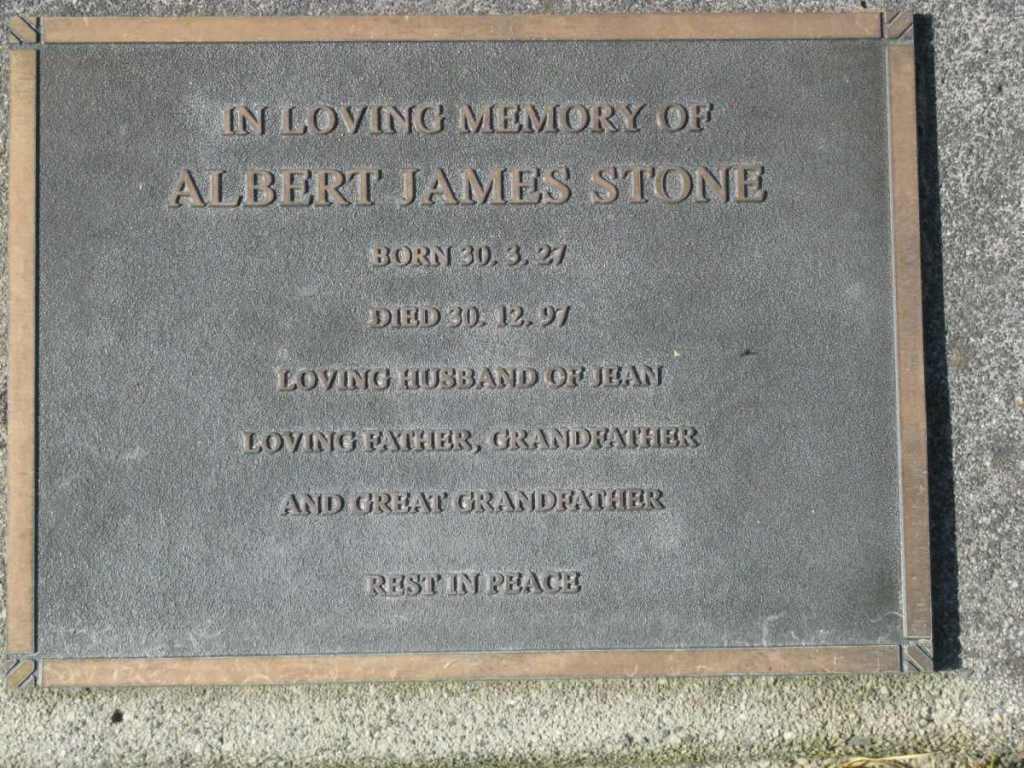 IN LOVING MEMORY OF
ALBERT JAMES STONE
BORN 30. 3. 27
DIED 30. 12. 97
LOVING HUSBAND OF JEAN
LOVING FATHER, GRANDFATHER
AND GREAT GRANDFATHER
REST IN PEACE